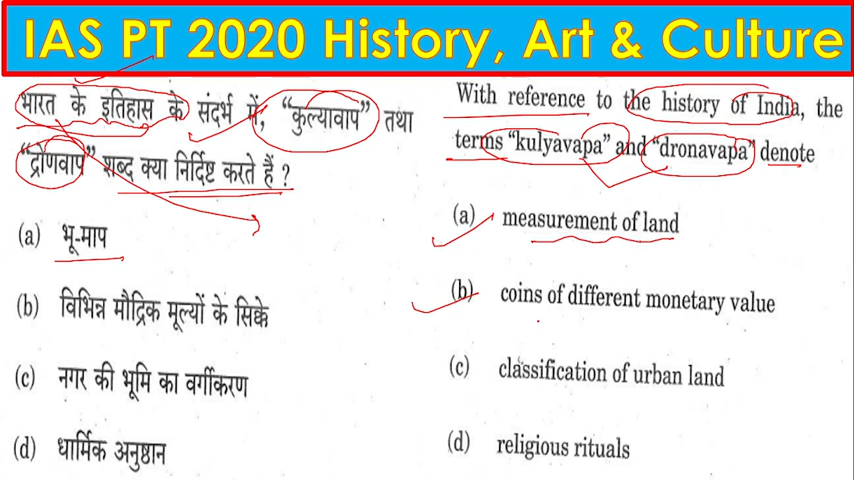 IAS PT 2020 History, Art & Culture
भारत के इतिहास के संदर्भ में, “कुल्यावाप” तथा
“द्रोणवाप” शब्द क्या निर्दिष्ट करते हैं ?
(a) भू-माप
(b) विभिन्न मौद्रिक मूल्यों के सिक्के
(c) नगर की भूमि का वर्गीकरण
(d) धार्मिक अनुष्ठान
With reference to the history of India, the
terms “kulyavapa” and “dronavapa” denote
(a) measurement of land
(b) coins of different monetary value
(c) classification of urban land
(d) religious rituals